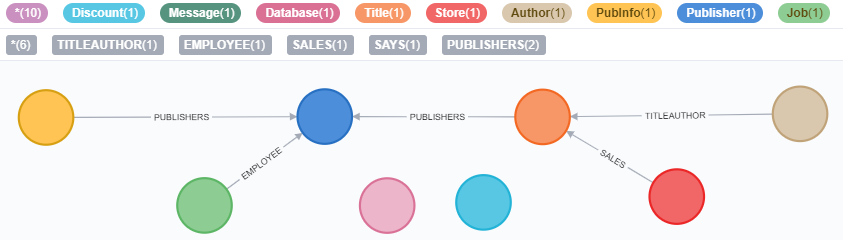 *(10) Discount(1) Message(1) Database(1) Title(1) Store(1) Author(1) PubInfo(1) Publisher(1) Job(1)
*(6) TITLEAUTHOR(1) EMPLOYEE(1) SALES(1) SAYS(1) PUBLISHERS(2)
PUBLISHERS PUBLISHERS TITLEAUTHOR
EMPLOYEE SALES